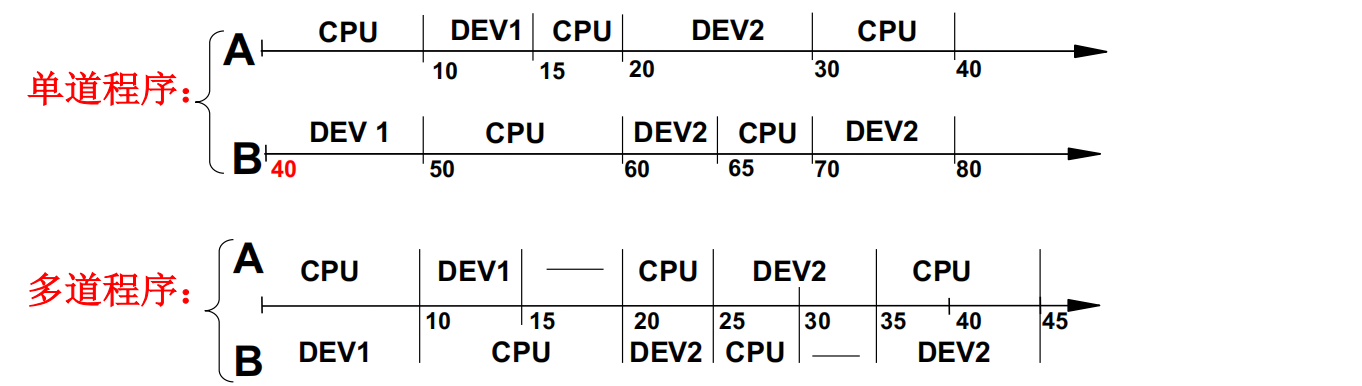 CPU DEV1 CPU DEV2 CPU
A
10 15 20 30 40
单道程序：
DEV 1 CPU DEV2 CPU DEV2
B
40 50 60 65 70 80
A
CPU DEV1 CPU DEV2 CPU
多道程序：
10 15 20 25 30 35 40 45
B
DEV1 CPU DEV2 CPU DEV2